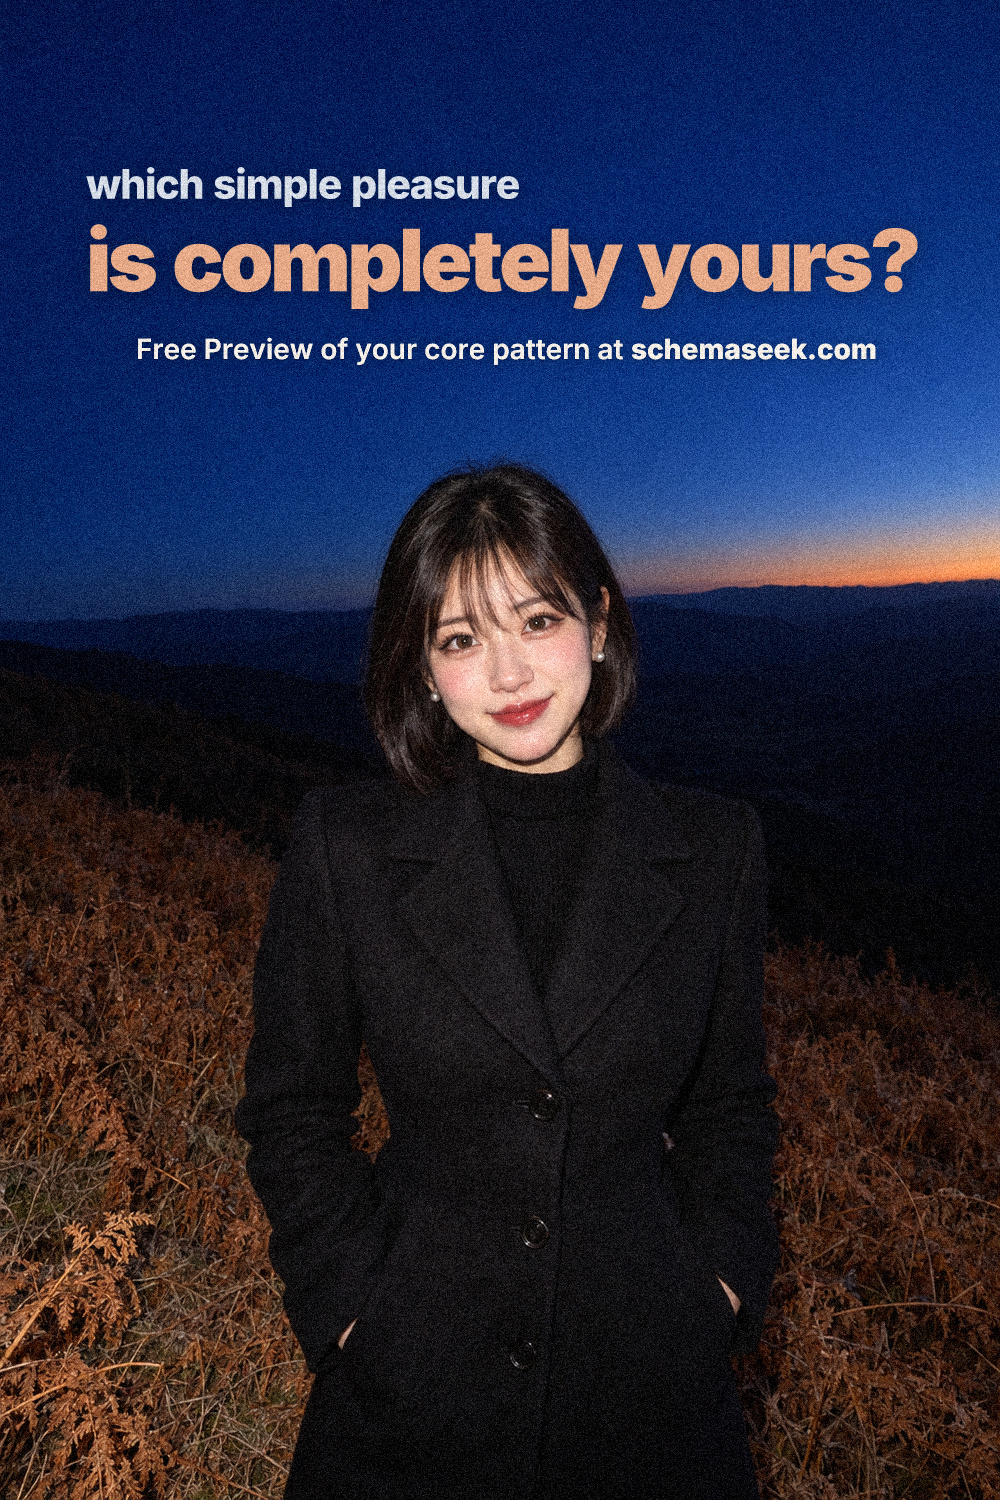 which simple pleasure
is completely yours?
Free Preview of your core pattern at schemaseek.com